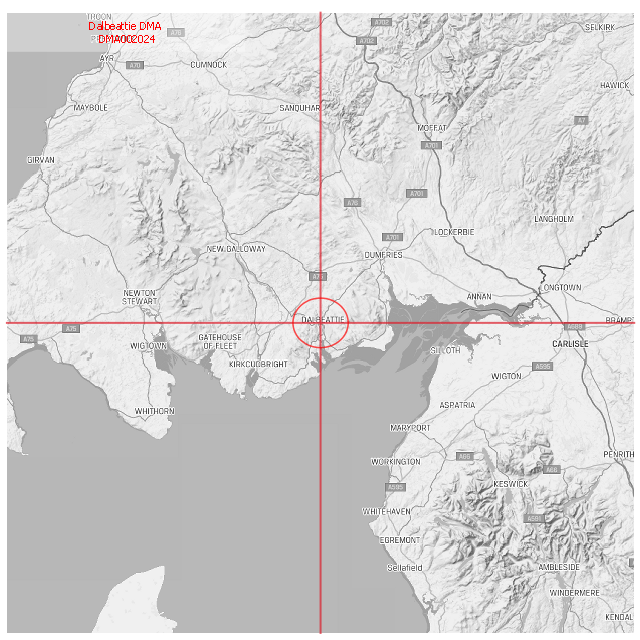 TROON
Dalbeattie DMA
DMA002024
A76
A702
SELKIRK
A702
AYR
A70
CUMNOCK
HAWICK
MAYBOLE
SANQUHAR
A7
MOFFAT
A701
GIRVAN
A701
A76
LANGHOLM
LOCKERBIE
A701
NEW GALLOWAY
DUMFRIES
A75
LONGTOWN
NEWTON
STEWART
ANNAN
DALBEATTIE
BRAMPT
A75
A75
A689
WIGTOWN
GATEHOUSE
OF FLEET
CARLISLE
SILLOTH
KIRKCUDBRIGHT
A595
WIGTON
WHITHORN
ASPATRIA
MARYPORT
PENRITH
WORKINGTON
A66
A66
KESWICK
A595
WHITEHAVEN
A591
EGREMONT
Sellafield
AMBLESIDE
WINDERMERE
KENDAL